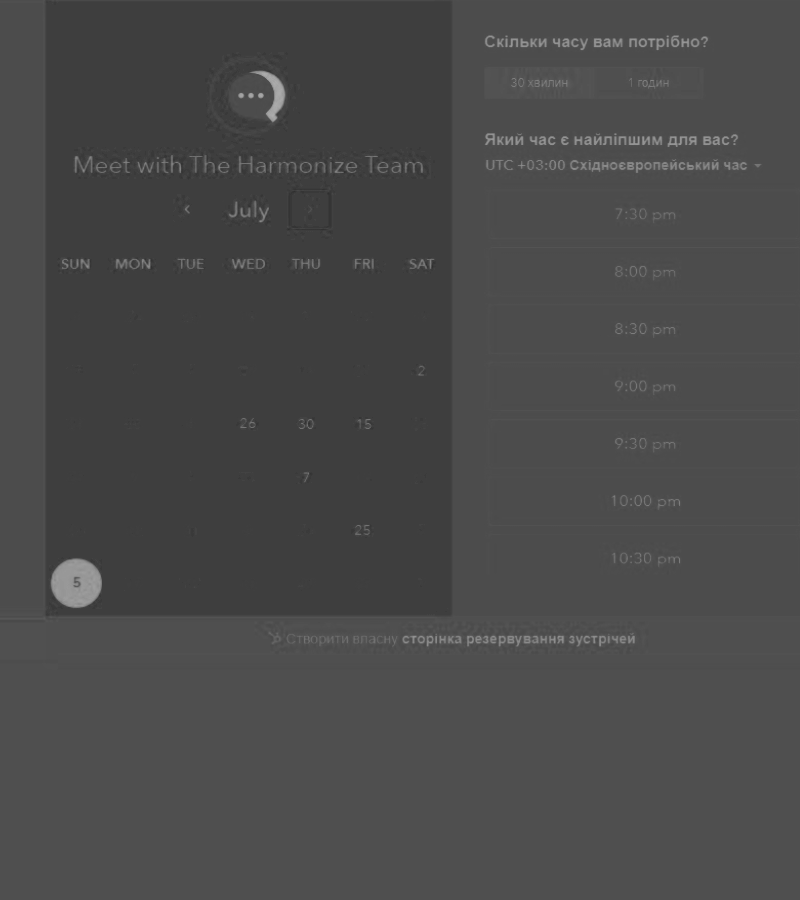 Meet with The Harmonize Team
July
SUN MON TUE WED THU FRI SAT
2
26 30 15
7
25
5
Скільки часу вам потрібно?
30 хвилин 1 годин
Який час є найліпшим для вас?
UTC +03:00 Східноєвропейський час
7:30 pm
8:00 pm
8:30 pm
9:00 pm
9:30 pm
10:00 pm
10:30 pm
Створити власну сторінка резервування зустрічей